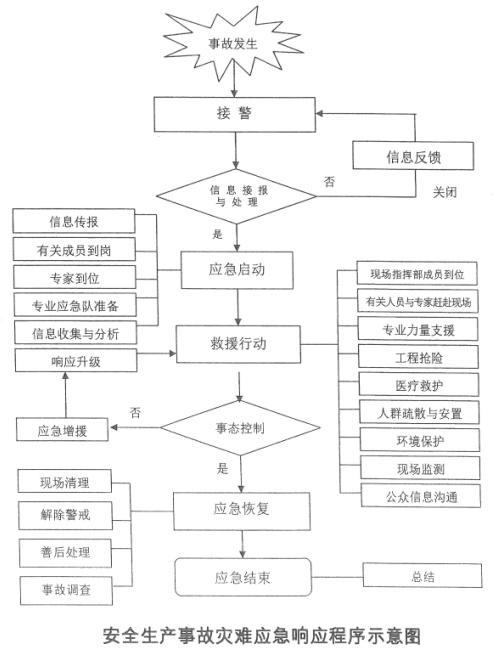 事故发生
接 警
信息反馈
信息接报
与处理
否
关闭
是
信息传报
有关成员到岗
专家到位
专业应急队准备
信息收集与分析
应急启动
现场指挥部成员到位
有关人员与专家赶赴现场
专业力量支援
工程抢险
医疗救护
人群疏散与安置
环境保护
现场监测
公众信息沟通
响应升级
救援行动
应急增援
否
事态控制
是
现场清理
解除警戒
善后处理
事故调查
应急恢复
应急结束
总结
安全生产事故灾难应急响应程序示意图